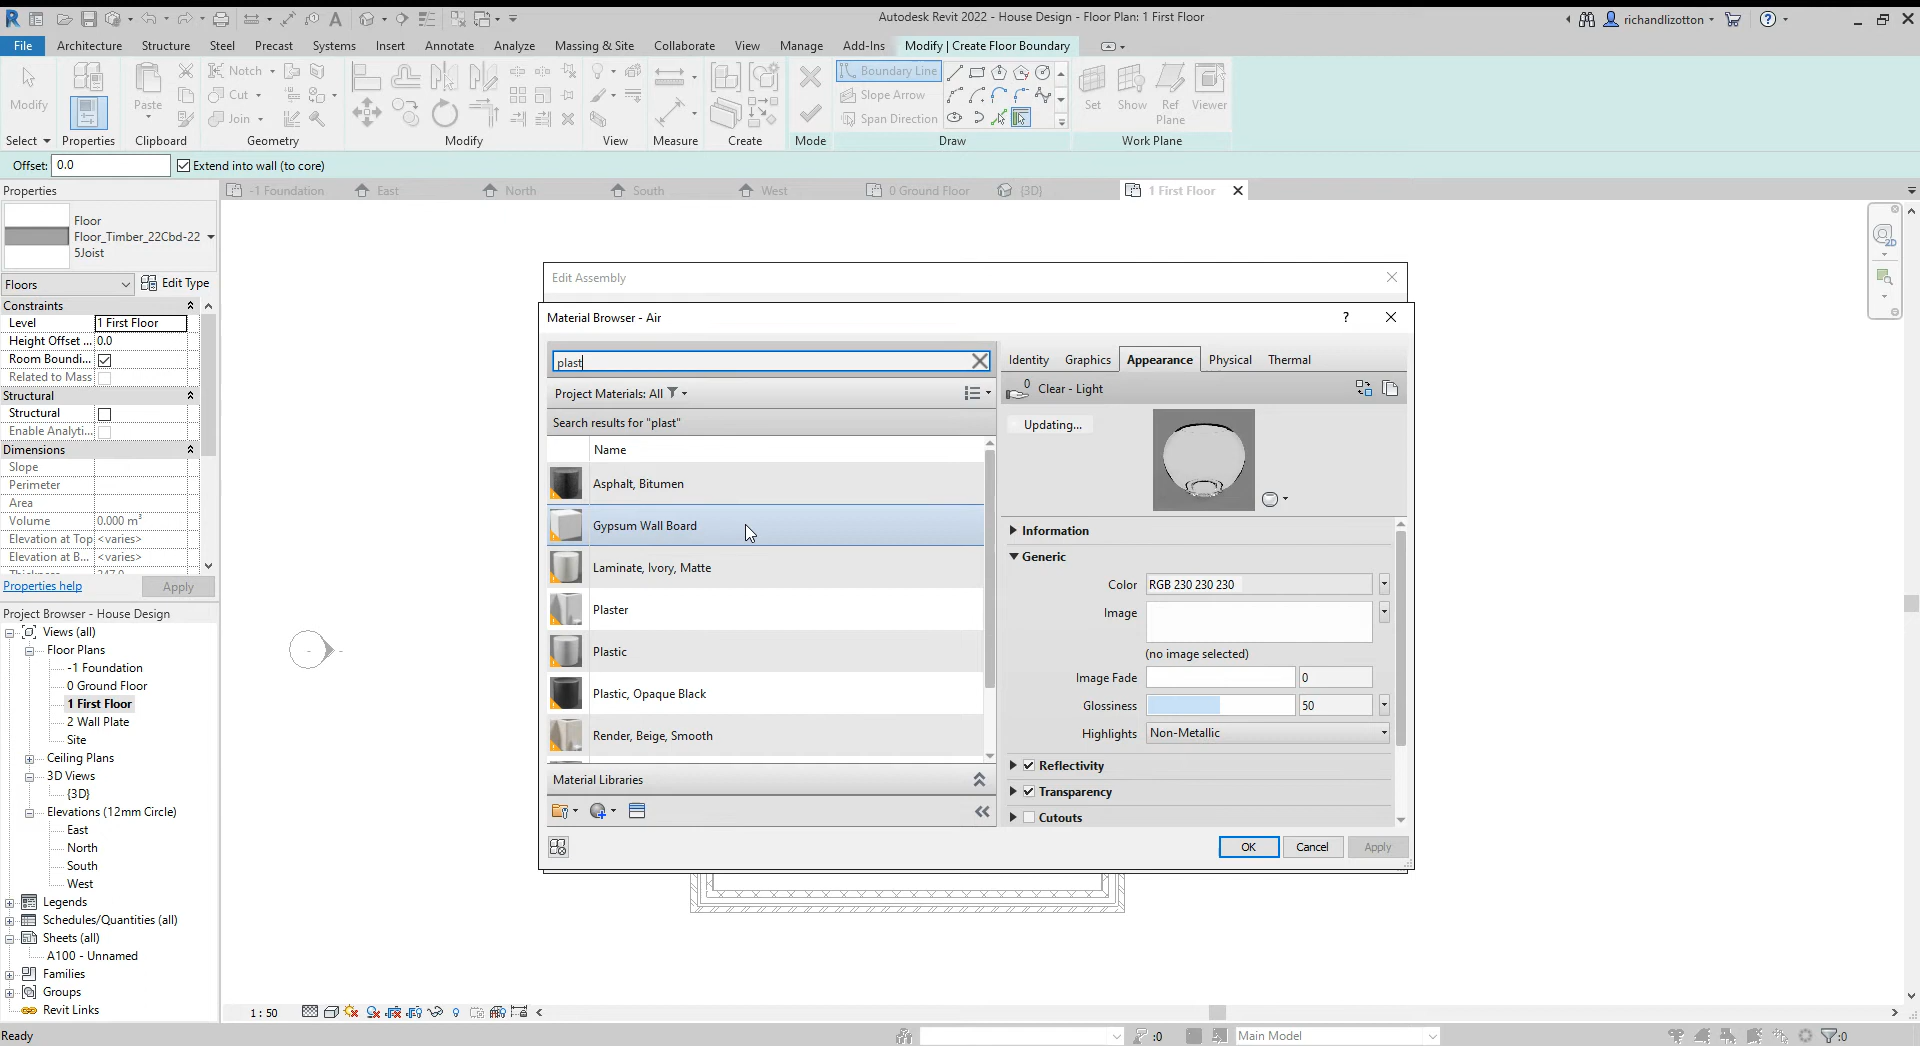 Autodesk Revit 2022 - House Design - Floor Plan: 1 First Floor
richandlizotton
File Architecture Structure Steel Precast Systems Insert Annotate Analyze Massing & Site Collaborate View Manage Add-Ins Modify | Create Floor Boundary
Modify
Paste
Notch
Cut
Join
Boundary Line
Slope Arrow
Span Direction
Set Show Ref Plane Viewer
Select Properties Clipboard Geometry Modify View Measure Create Mode Draw Work Plane
Offset: 0.0 Extend into wall (to core)
Properties
-1 Foundation East North South West 0 Ground Floor {3D} 1 First Floor
Floor
Floor_Timber_22Cbd-22
5Joist
Floors Edit Type
Constraints
Level 1 First Floor
Height Offset ... 0.0
Room Boundi...
Related to Mass
Structural
Structural
Enable Analyti...
Dimensions
Slope
Perimeter
Area
Volume 0.000 m³
Elevation at Top <varies>
Elevation at B... <varies>
Properties help Apply
Project Browser - House Design
Views (all)
Floor Plans
-1 Foundation
0 Ground Floor
1 First Floor
2 Wall Plate
Site
Ceiling Plans
3D Views
{3D}
Elevations (12mm Circle)
East
North
South
West
Legends
Schedules/Quantities (all)
Sheets (all)
A100 - Unnamed
Families
Groups
Revit Links
Edit Assembly
Material Browser - Air
?
plast
Project Materials: All
Search results for "plast"
Name
Asphalt, Bitumen
Gypsum Wall Board
Laminate, Ivory, Matte
Plaster
Plastic
Plastic, Opaque Black
Render, Beige, Smooth
Material Libraries
Identity Graphics Appearance Physical Thermal
0
Clear - Light
Updating...
Information
Generic
Color RGB 230 230 230
Image
(no image selected)
Image Fade 0
Glossiness 50
Highlights Non-Metallic
Reflectivity
Transparency
Cutouts
OK Cancel Apply
1 : 50
Ready
:0
Main Model
:0